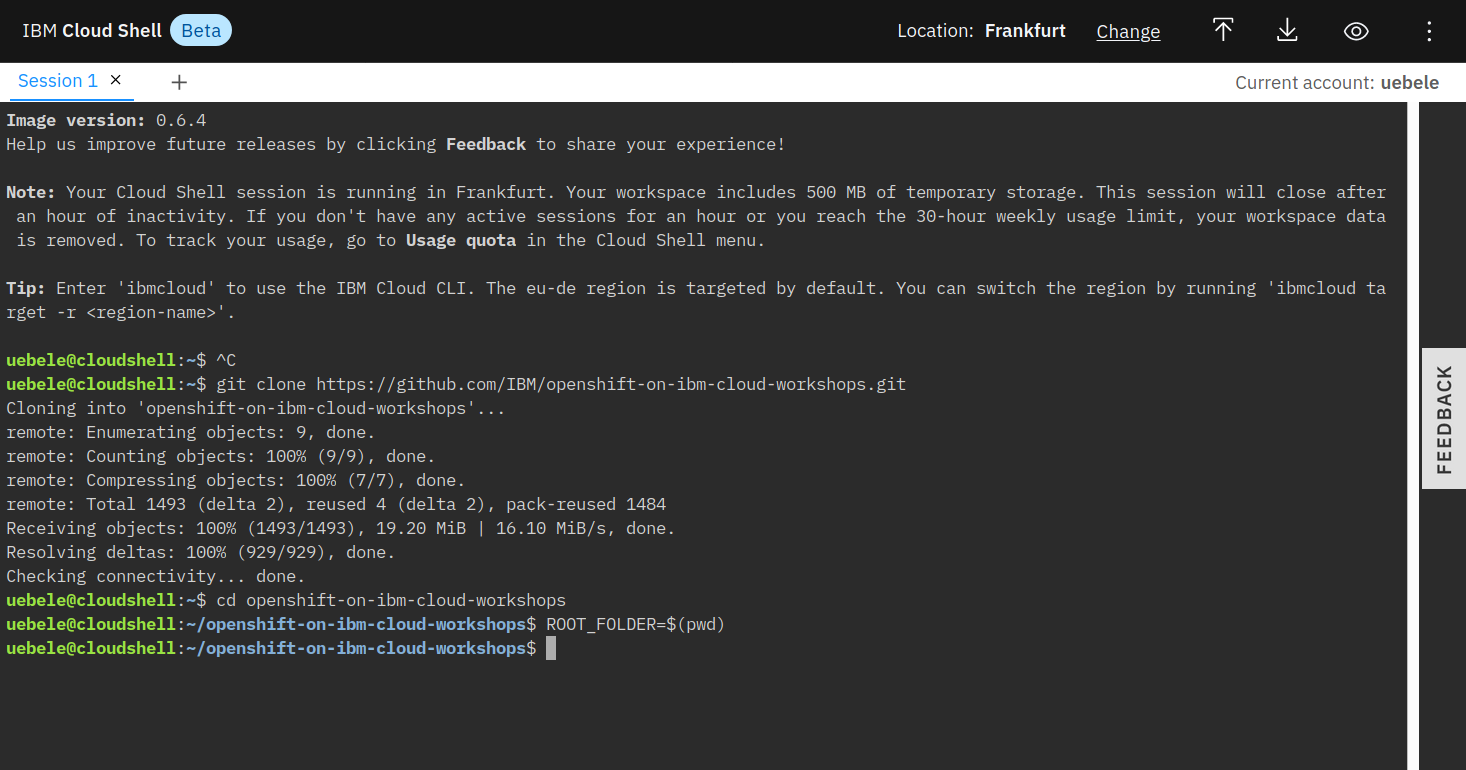 IBM Cloud Shell Beta Location: Frankfurt Change
Session 1 × + Current account: uebele
Image version: 0.6.4
Help us improve future releases by clicking Feedback to share your experience!
Note: Your Cloud Shell session is running in Frankfurt. Your workspace includes 500 MB of temporary storage. This session will close after
an hour of inactivity. If you don't have any active sessions for an hour or you reach the 30-hour weekly usage limit, your workspace data
is removed. To track your usage, go to Usage quota in the Cloud Shell menu.
Tip: Enter 'ibmcloud' to use the IBM Cloud CLI. The eu-de region is targeted by default. You can switch the region by running 'ibmcloud ta
rget -r <region-name>'.
uebele@cloudshell:~$ ^C
uebele@cloudshell:~$ git clone https://github.com/IBM/openshift-on-ibm-cloud-workshops.git
Cloning into 'openshift-on-ibm-cloud-workshops'...
remote: Enumerating objects: 9, done.
remote: Counting objects: 100% (9/9), done.
remote: Compressing objects: 100% (7/7), done.
remote: Total 1493 (delta 2), reused 4 (delta 2), pack-reused 1484
Receiving objects: 100% (1493/1493), 19.20 MiB | 16.10 MiB/s, done.
Resolving deltas: 100% (929/929), done.
Checking connectivity... done.
uebele@cloudshell:~$ cd openshift-on-ibm-cloud-workshops
uebele@cloudshell:~/openshift-on-ibm-cloud-workshops$ ROOT_FOLDER=$(pwd)
uebele@cloudshell:~/openshift-on-ibm-cloud-workshops$
FEEDBACK